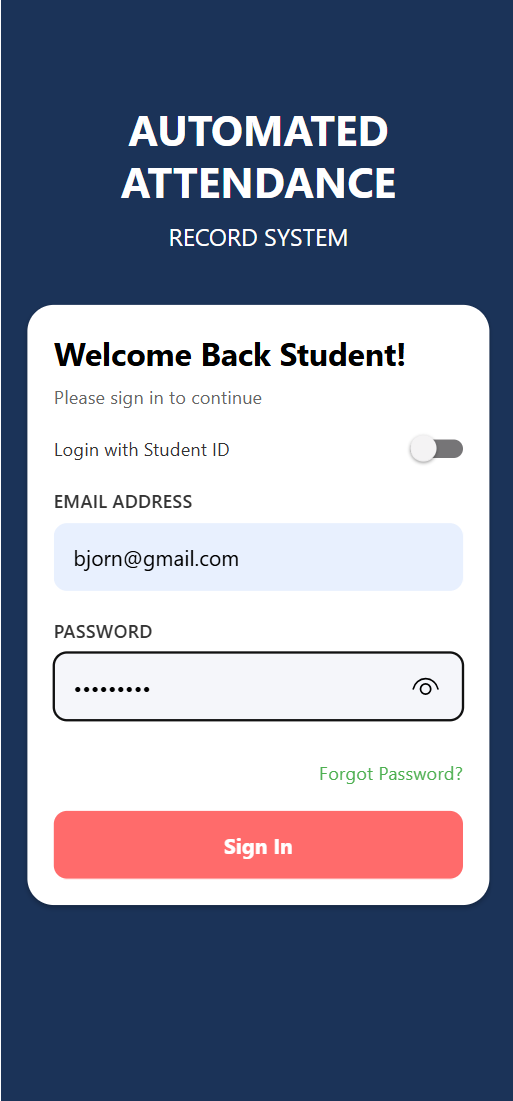 AUTOMATED
ATTENDANCE
RECORD SYSTEM
Welcome Back Student!
Please sign in to continue
Login with Student ID
EMAIL ADDRESS
bjorn@gmail.com
PASSWORD
•••••••••
Forgot Password?
Sign In